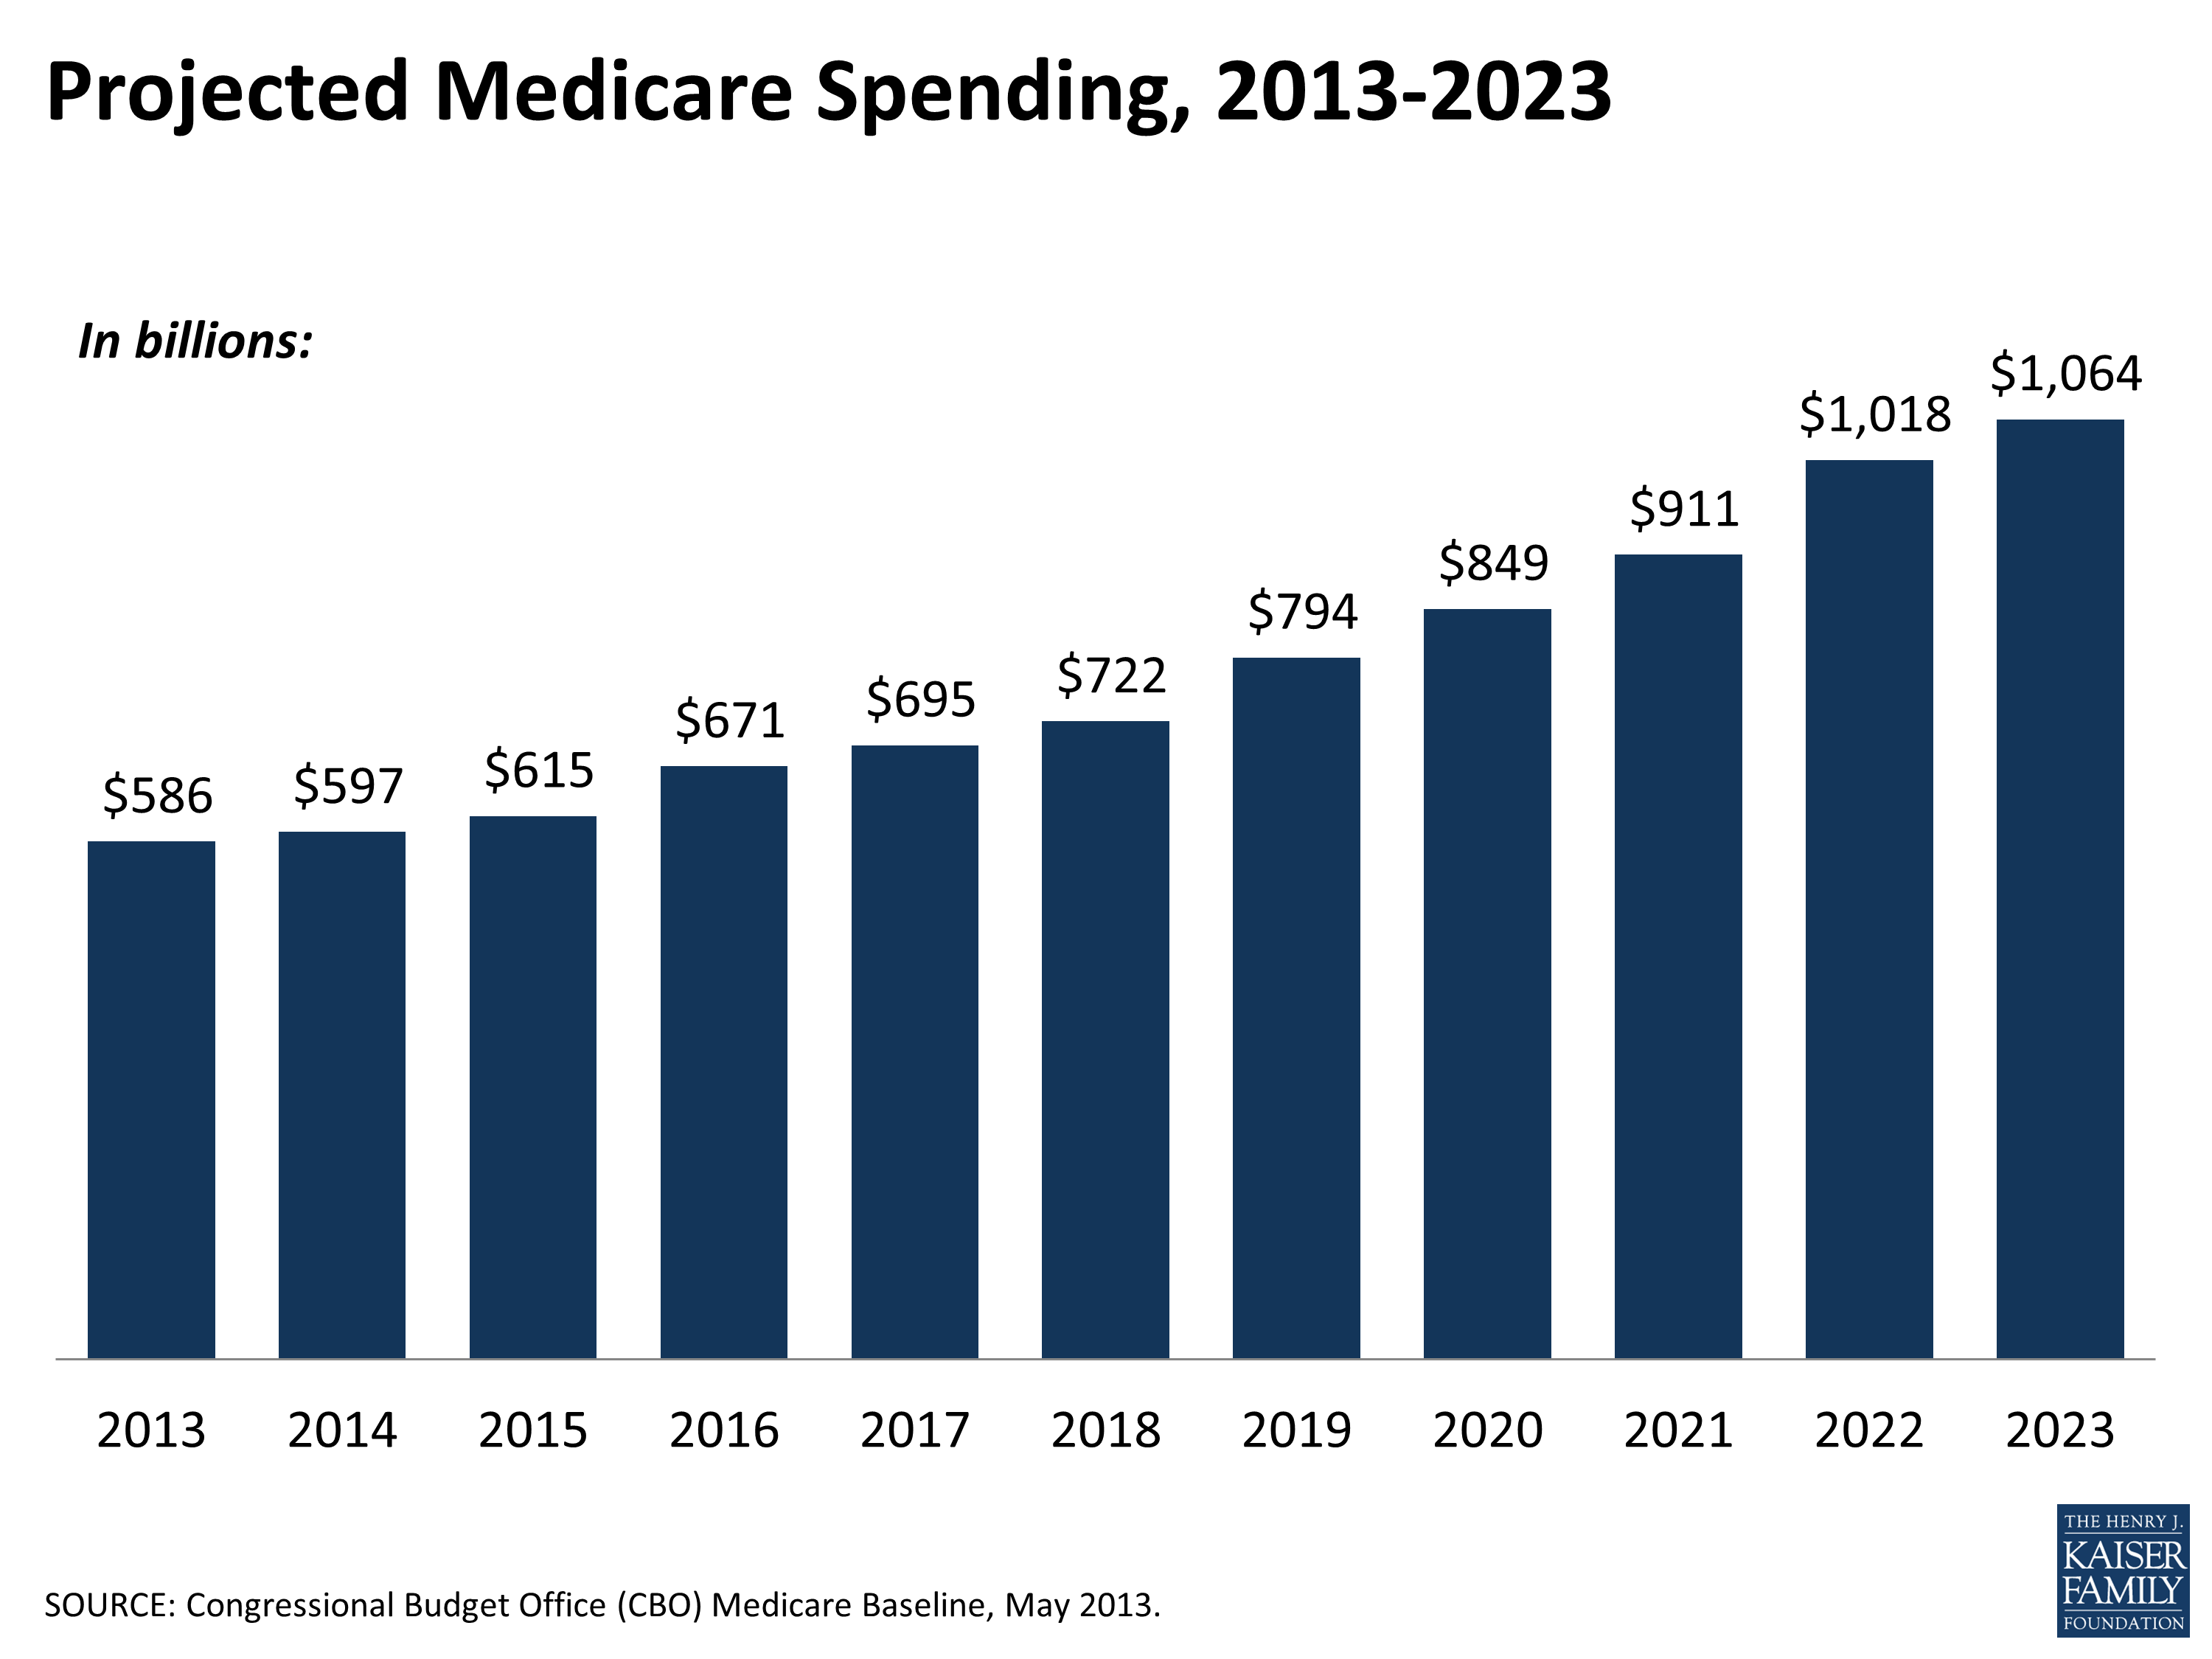 Projected Medicare Spending, 2013-2023
In billions:
$586
$597
$615
$671
$695
$722
$794
$849
$911
$1,018
$1,064
2013 2014 2015 2016 2017 2018 2019 2020 2021 2022 2023
SOURCE: Congressional Budget Office (CBO) Medicare Baseline, May 2013.
THE HENRY J.
KAISER
FAMILY
FOUNDATION